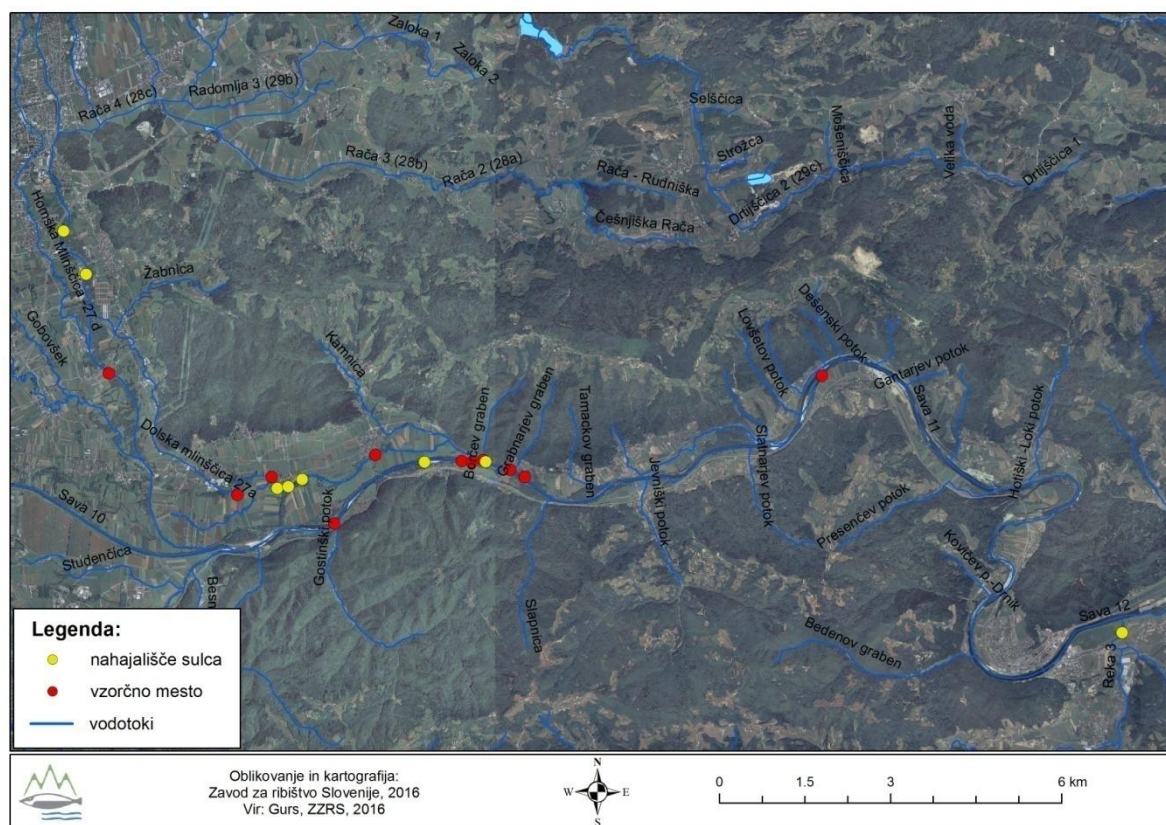 Zaloka 1
Zaloka 2
Radomlja 3 (29b)
Rača 4 (28c)
Selščica
Mošeniščica
Velika voda
Strožca
Drtijščica 1
Rača 3 (28b)
Rača 2 (28a)
Rača - Rudniška
Drtijščica 2 (29c)
Češnjiška Rača
Homška Mlinščica -27 d
Žabnica
Gobovšek
Kamnica
Dešenski potok
Lovšetov potok
Gantarjev potok
Sava 11
Hotiški -Loki potok
Bolčev graben
Grabnarjev graben
Tamackov graben
Jevniški potok
Slatnarjev potok
Presenčev potok
Dolska mlinščica 27a
Sava 10
Studenčica
Gostinški potok
Slapnica
Kovičev p.-Drnik
Bedenov graben
Sava 12
Reka 3
Legenda:
nahajališče sulca
vzorčno mesto
vodotoki
Oblikovanje in kartografija:
Zavod za ribištvo Slovenije, 2016
Vir: Gurs, ZZRS, 2016
N
W E
S
0 1.5 3 6 km